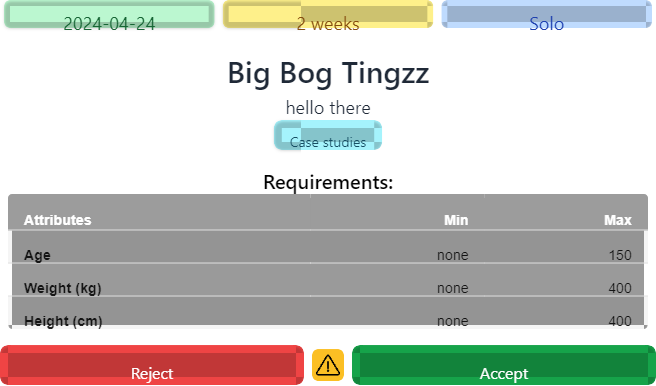 2024-04-24 2 weeks Solo
Big Bog Tingzz
hello there
Case studies
Requirements:
Attributes Min Max
Age none 150
Weight (kg) none 400
Height (cm) none 400
Reject Accept